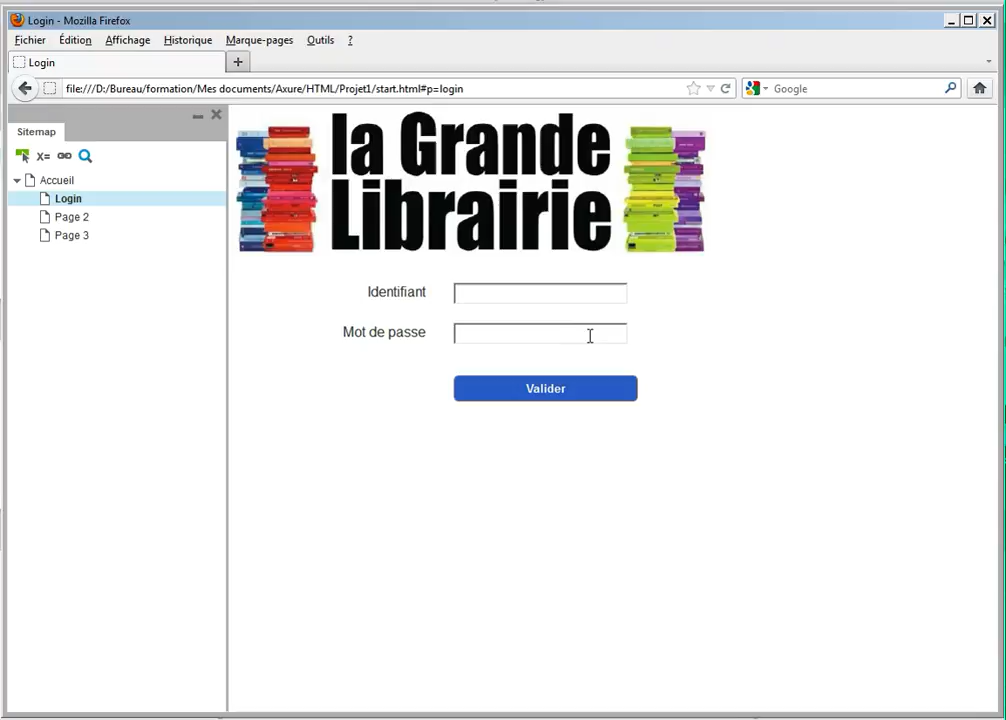 Login - Mozilla Firefox
Fichier Édition Affichage Historique Marque-pages Outils ?
Login
file:///D:/Bureau/formation/Mes documents/Axure/HTML/Projet1/start.html#p=login
Google
Sitemap
X=
Accueil
Login
Page 2
Page 3
la Grande
Librairie
Identifiant
Mot de passe
Valider